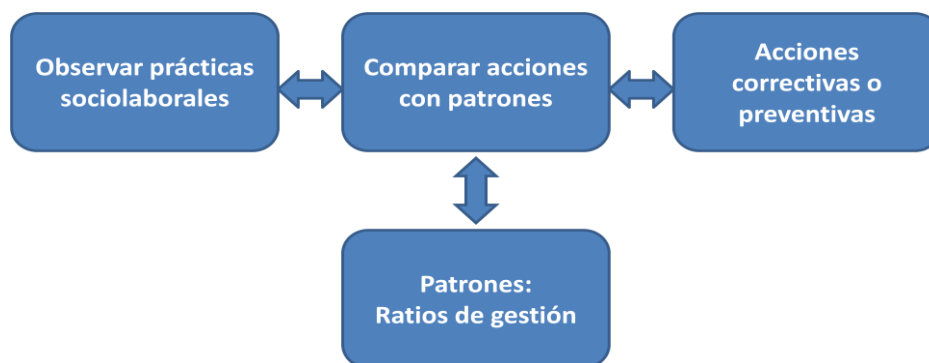 Observar prácticas
sociolaborales
Comparar acciones
con patrones
Acciones
correctivas o
preventivas
Patrones:
Ratios de gestión